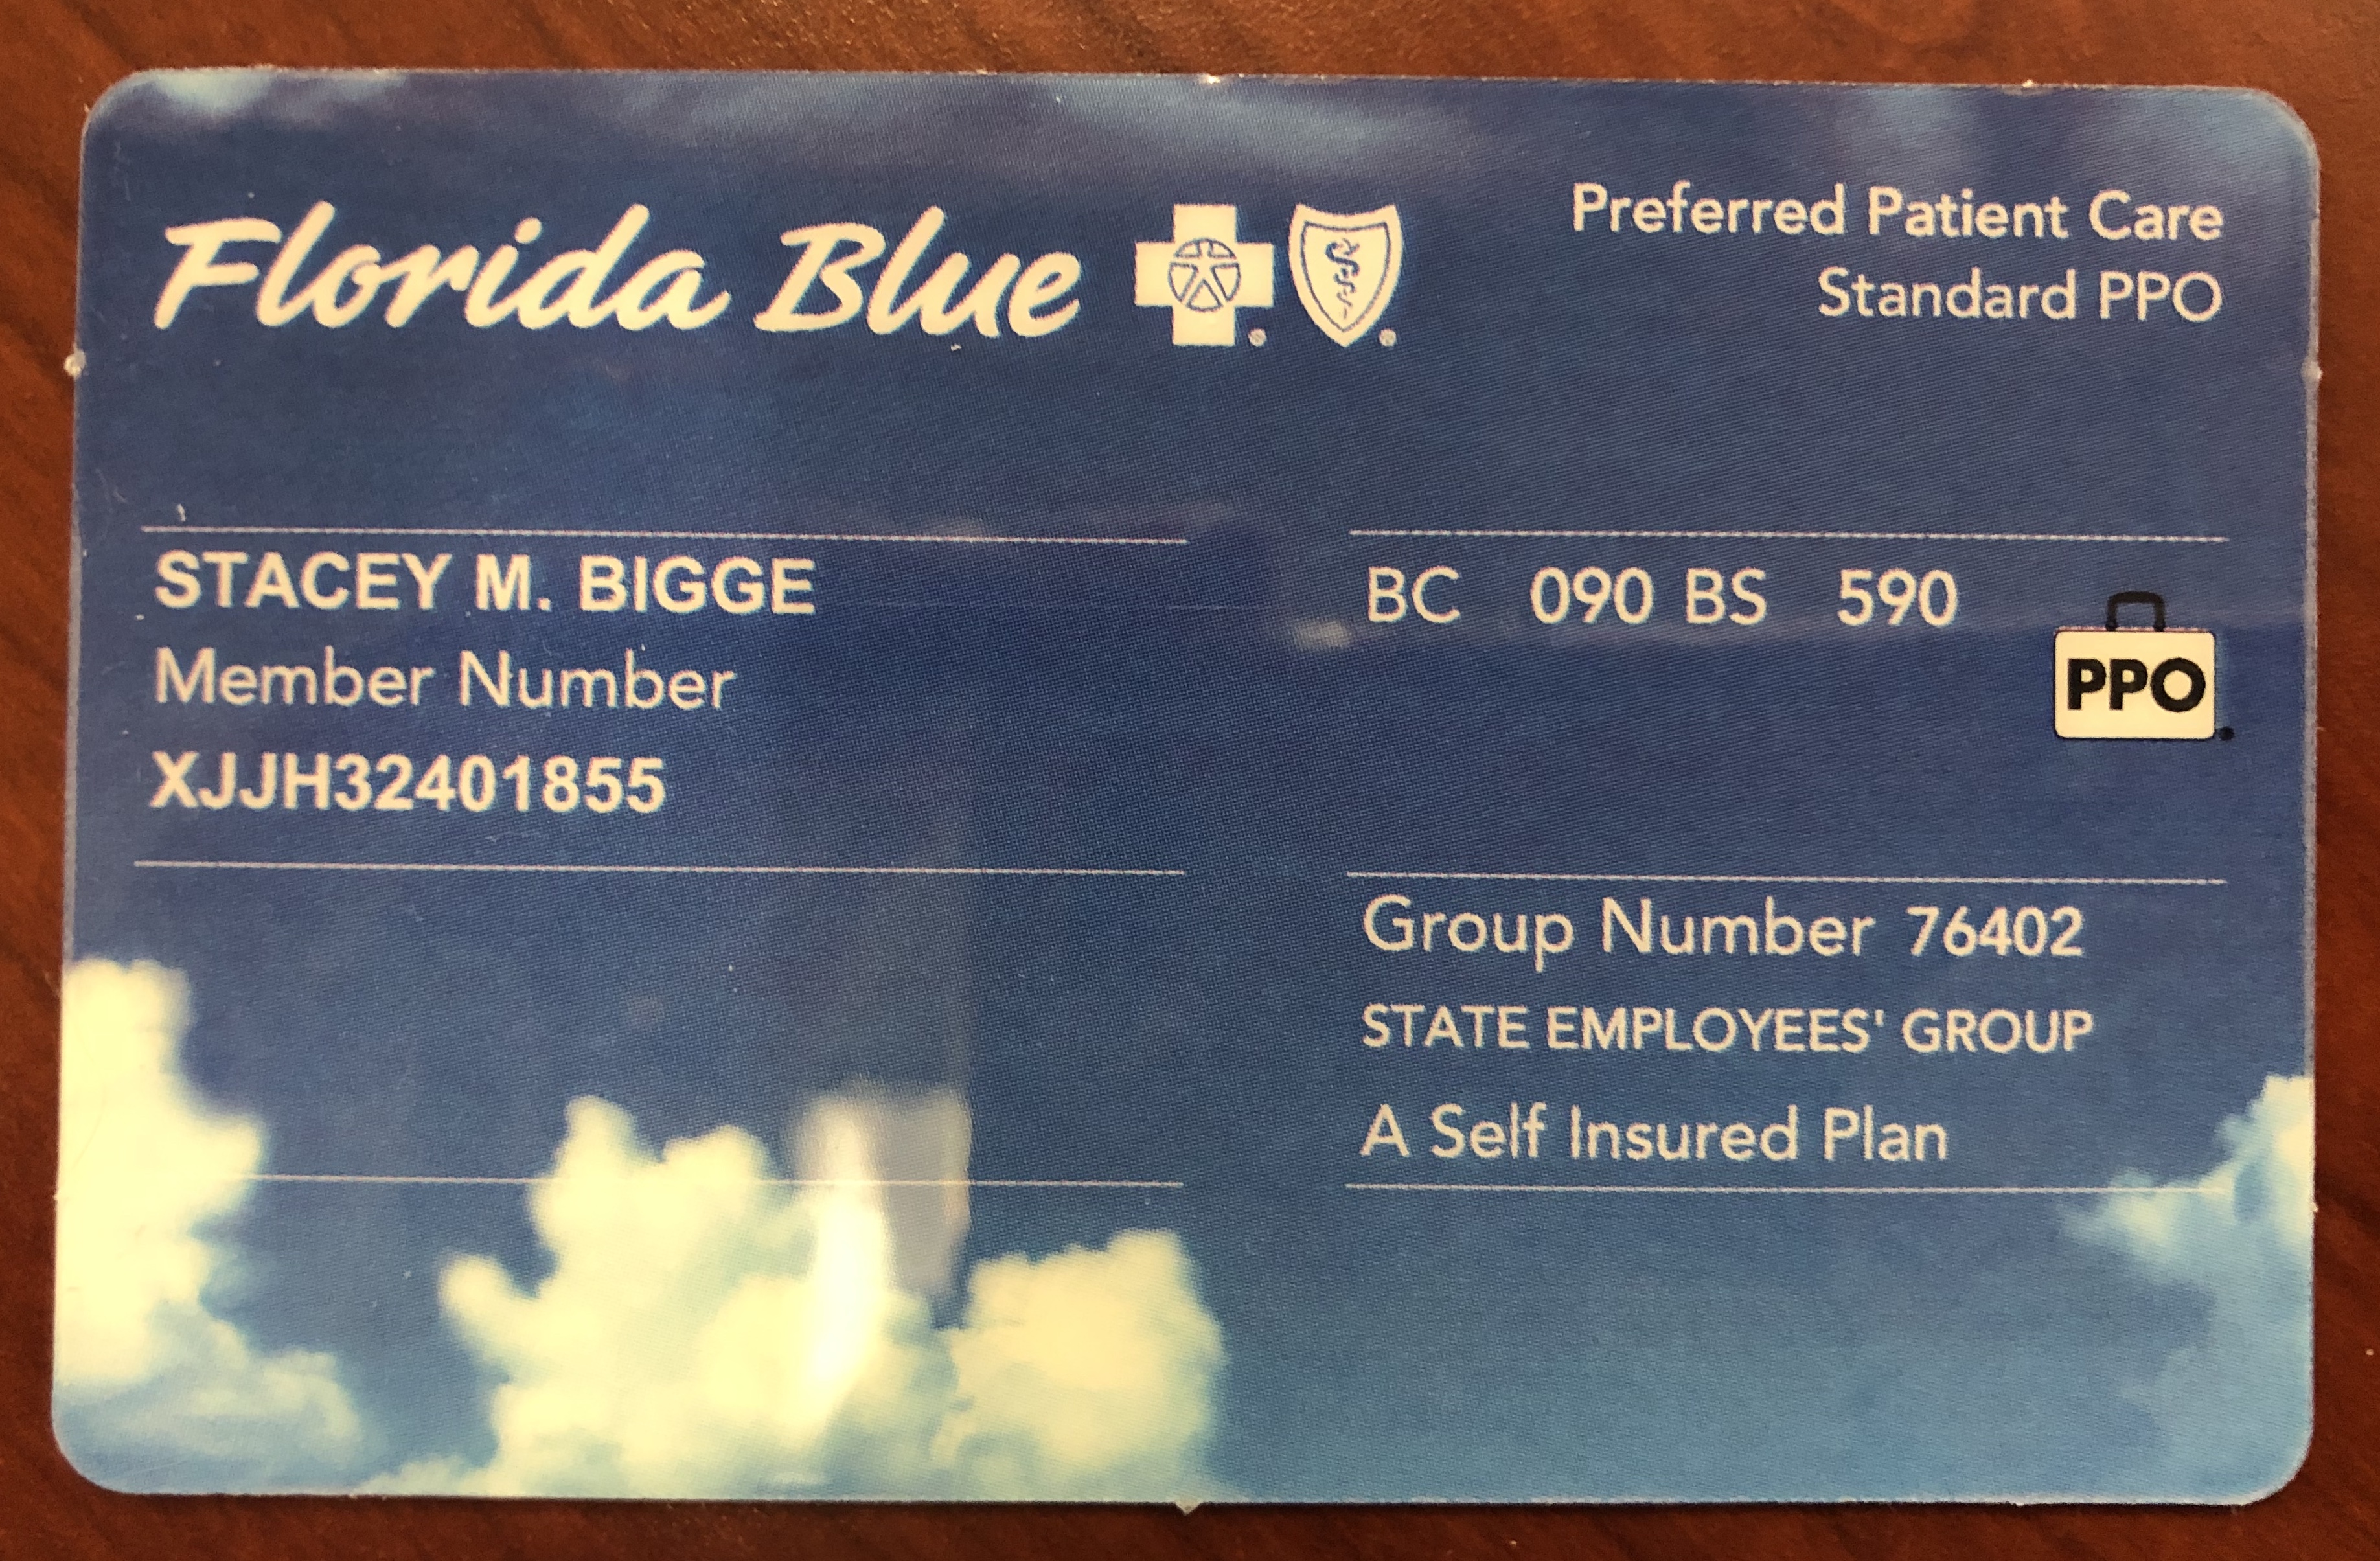 Florida Blue
Preferred Patient Care
Standard PPO
STACEY M. BIGGE
Member Number
XJJH32401855
BC 090 BS 590
PPO
Group Number 76402
STATE EMPLOYEES' GROUP
A Self Insured Plan